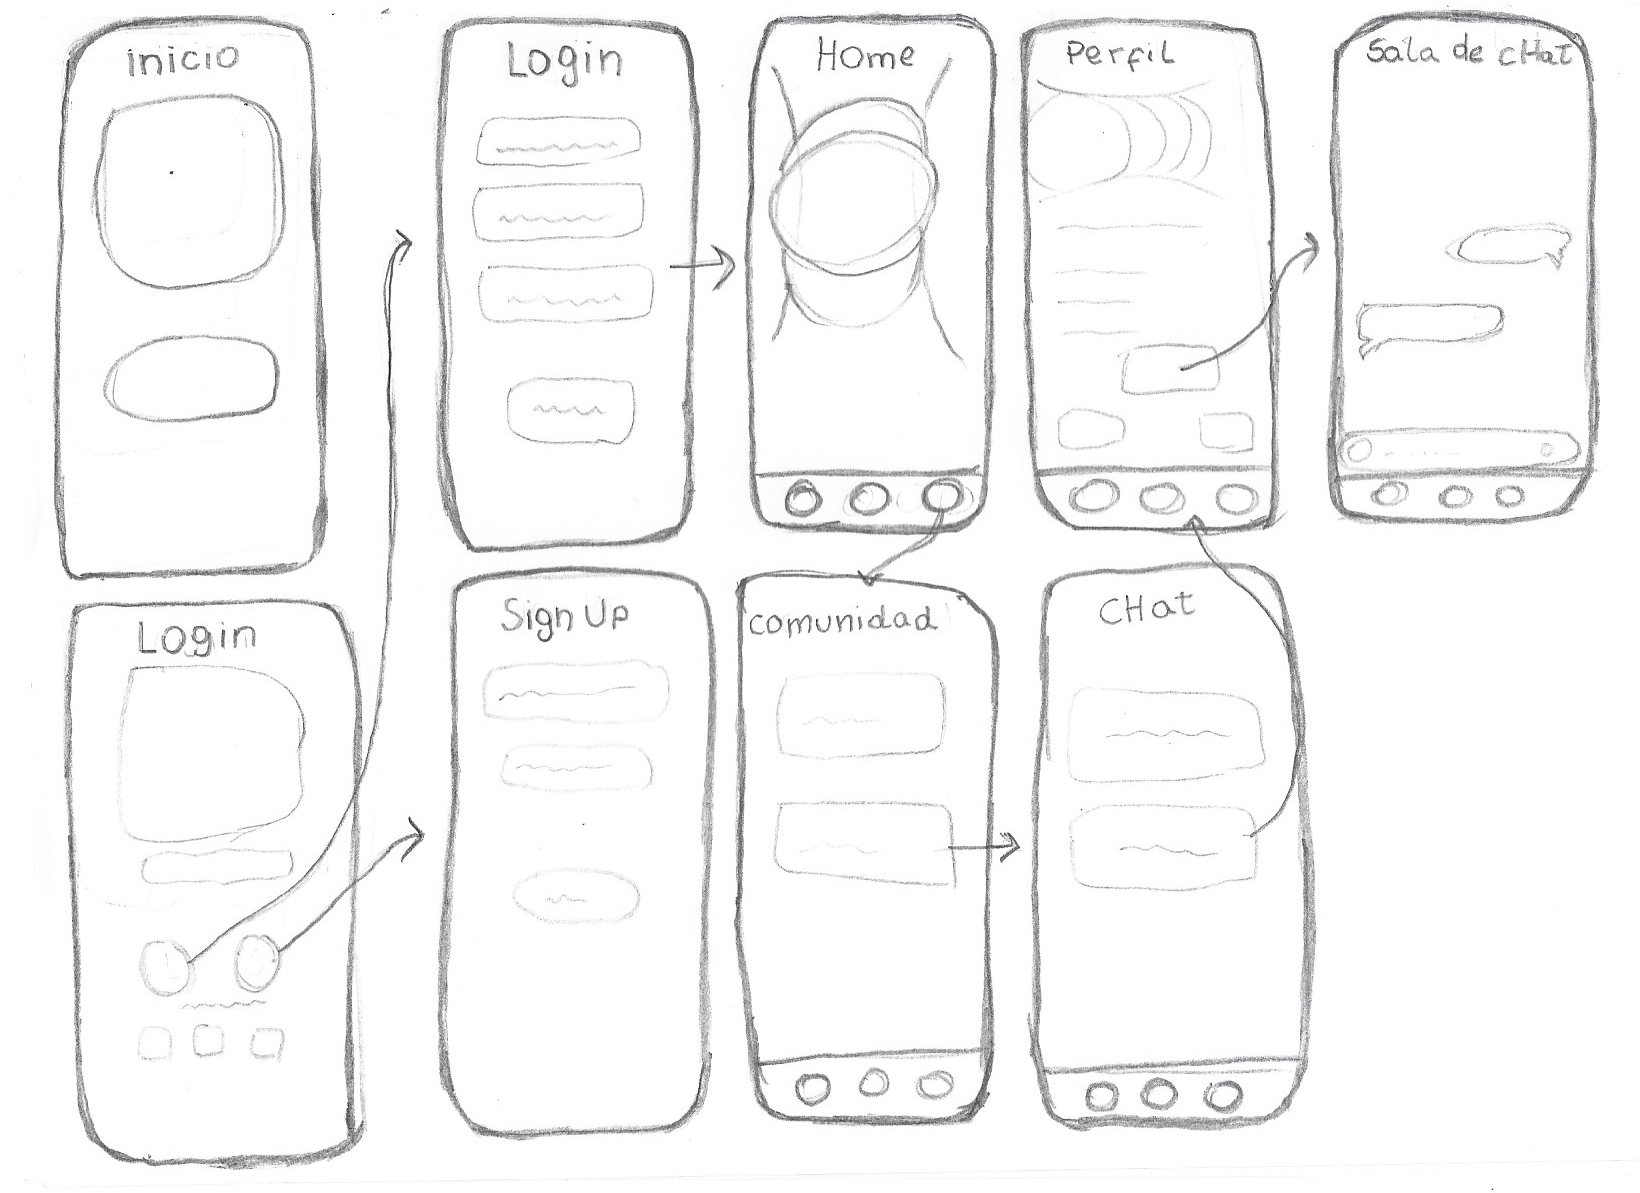 inicio
Login
Home
Perfil
Sala de cHat
Login
Sign Up
comunidad
CHat
L
S